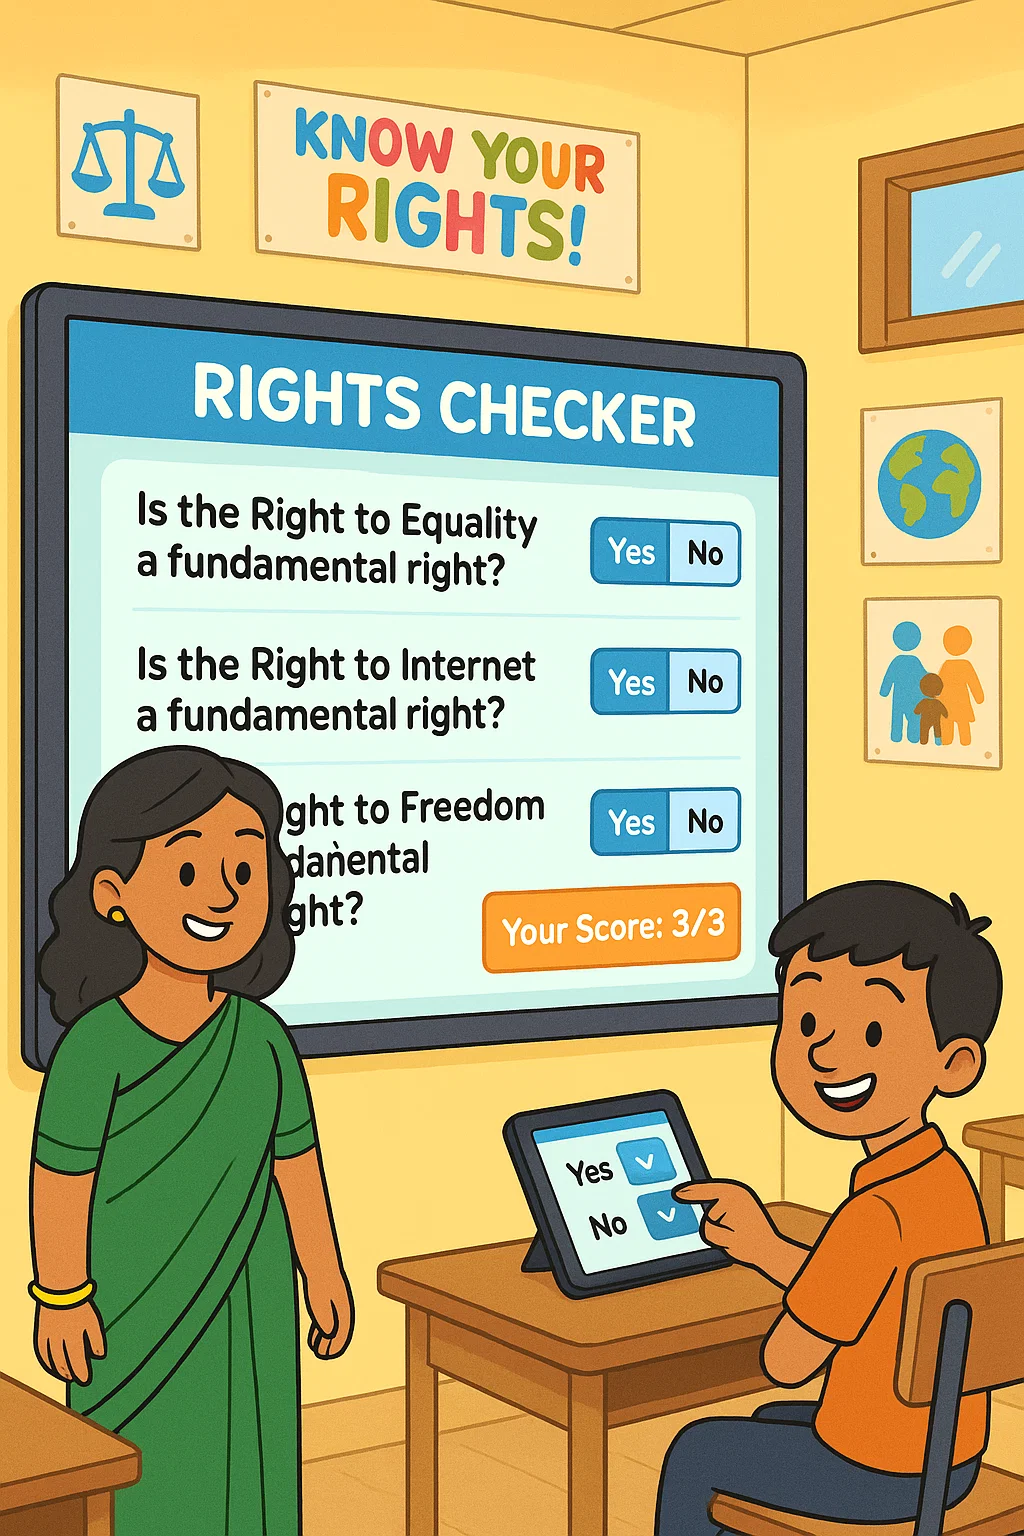 KNOW YOUR
RIGHTS!
RIGHTS CHECKER
Is the Right to Equality
a fundamental right?
Yes No
Is the Right to Internet
a fundamental right?
Yes No
ght to Freedom
daṅental
ght?
Yes No
Your Score: 3/3
Yes
No